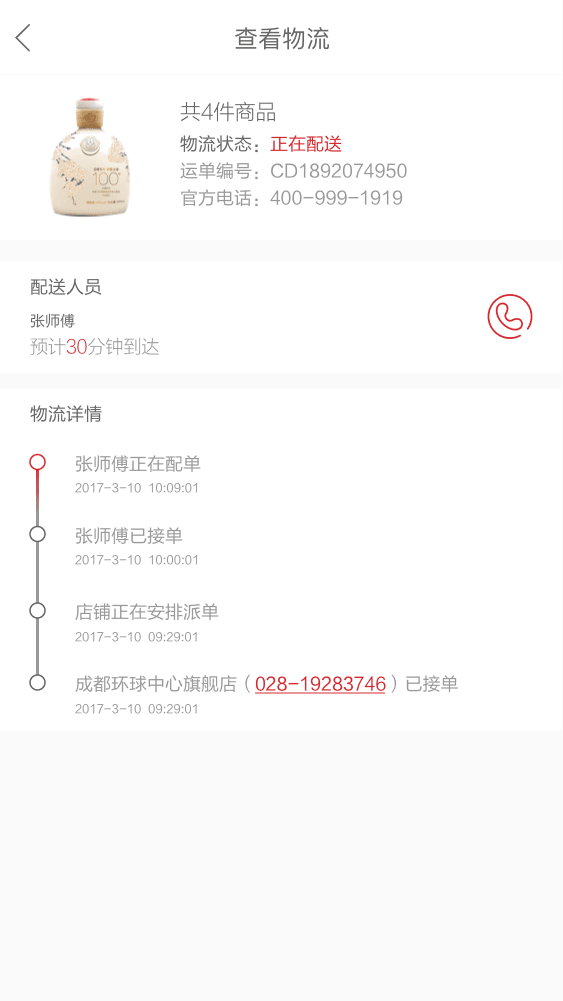 查看物流
共4件商品
物流状态：正在配送
运单编号：CD1892074950
官方电话：400-999-1919
100
配送人员
张师傅
预计30分钟到达
物流详情
张师傅正在配单
2017-3-10 10:09:01
张师傅已接单
2017-3-10 10:00:01
店铺正在安排派单
2017-3-10 09:29:01
成都环球中心旗舰店（028-19283746）已接单
2017-3-10 09:29:01